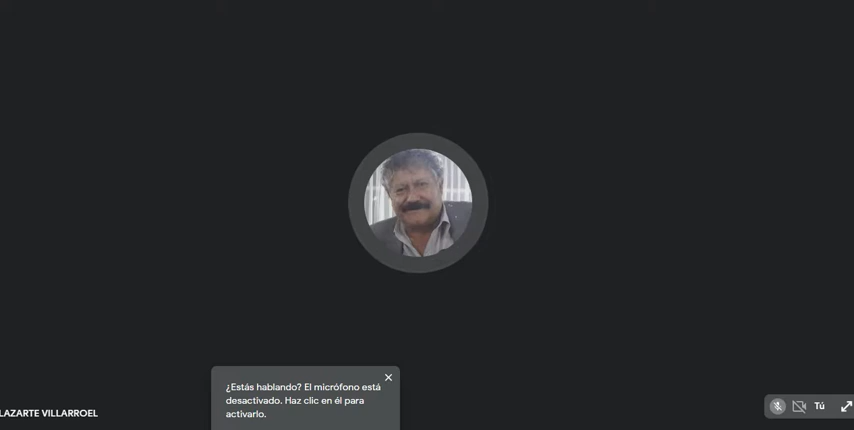 ¿Estás hablando? El micrófono está
desactivado. Haz clic en él para
activarlo.
LAZARTE VILLARROEL
Tú